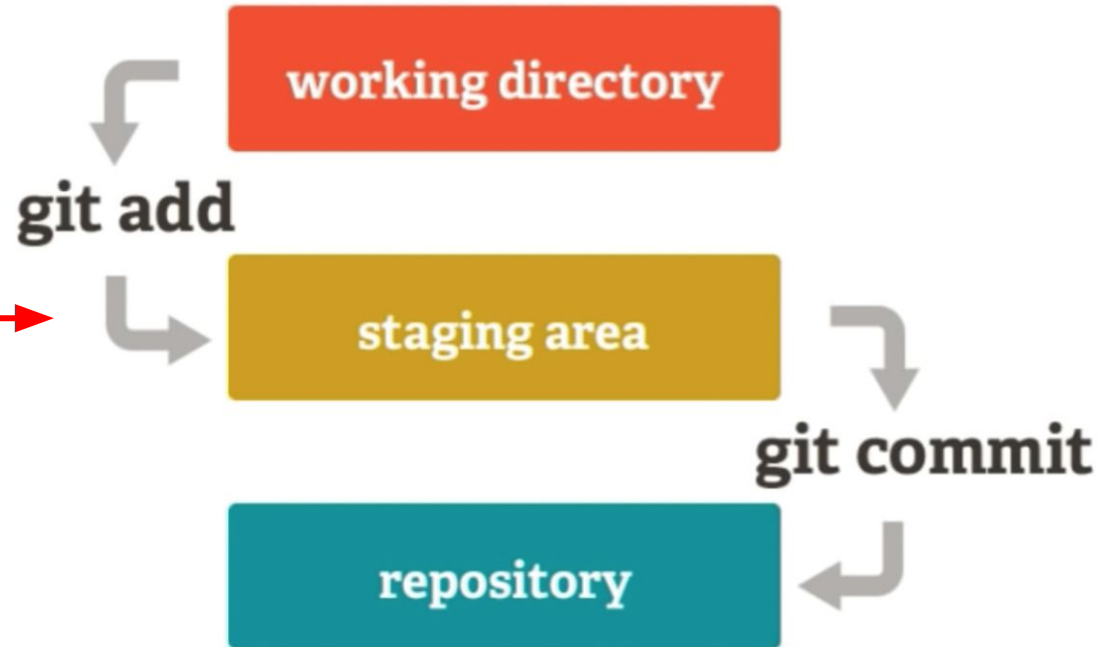 working directory
git add
staging area
git commit
repository